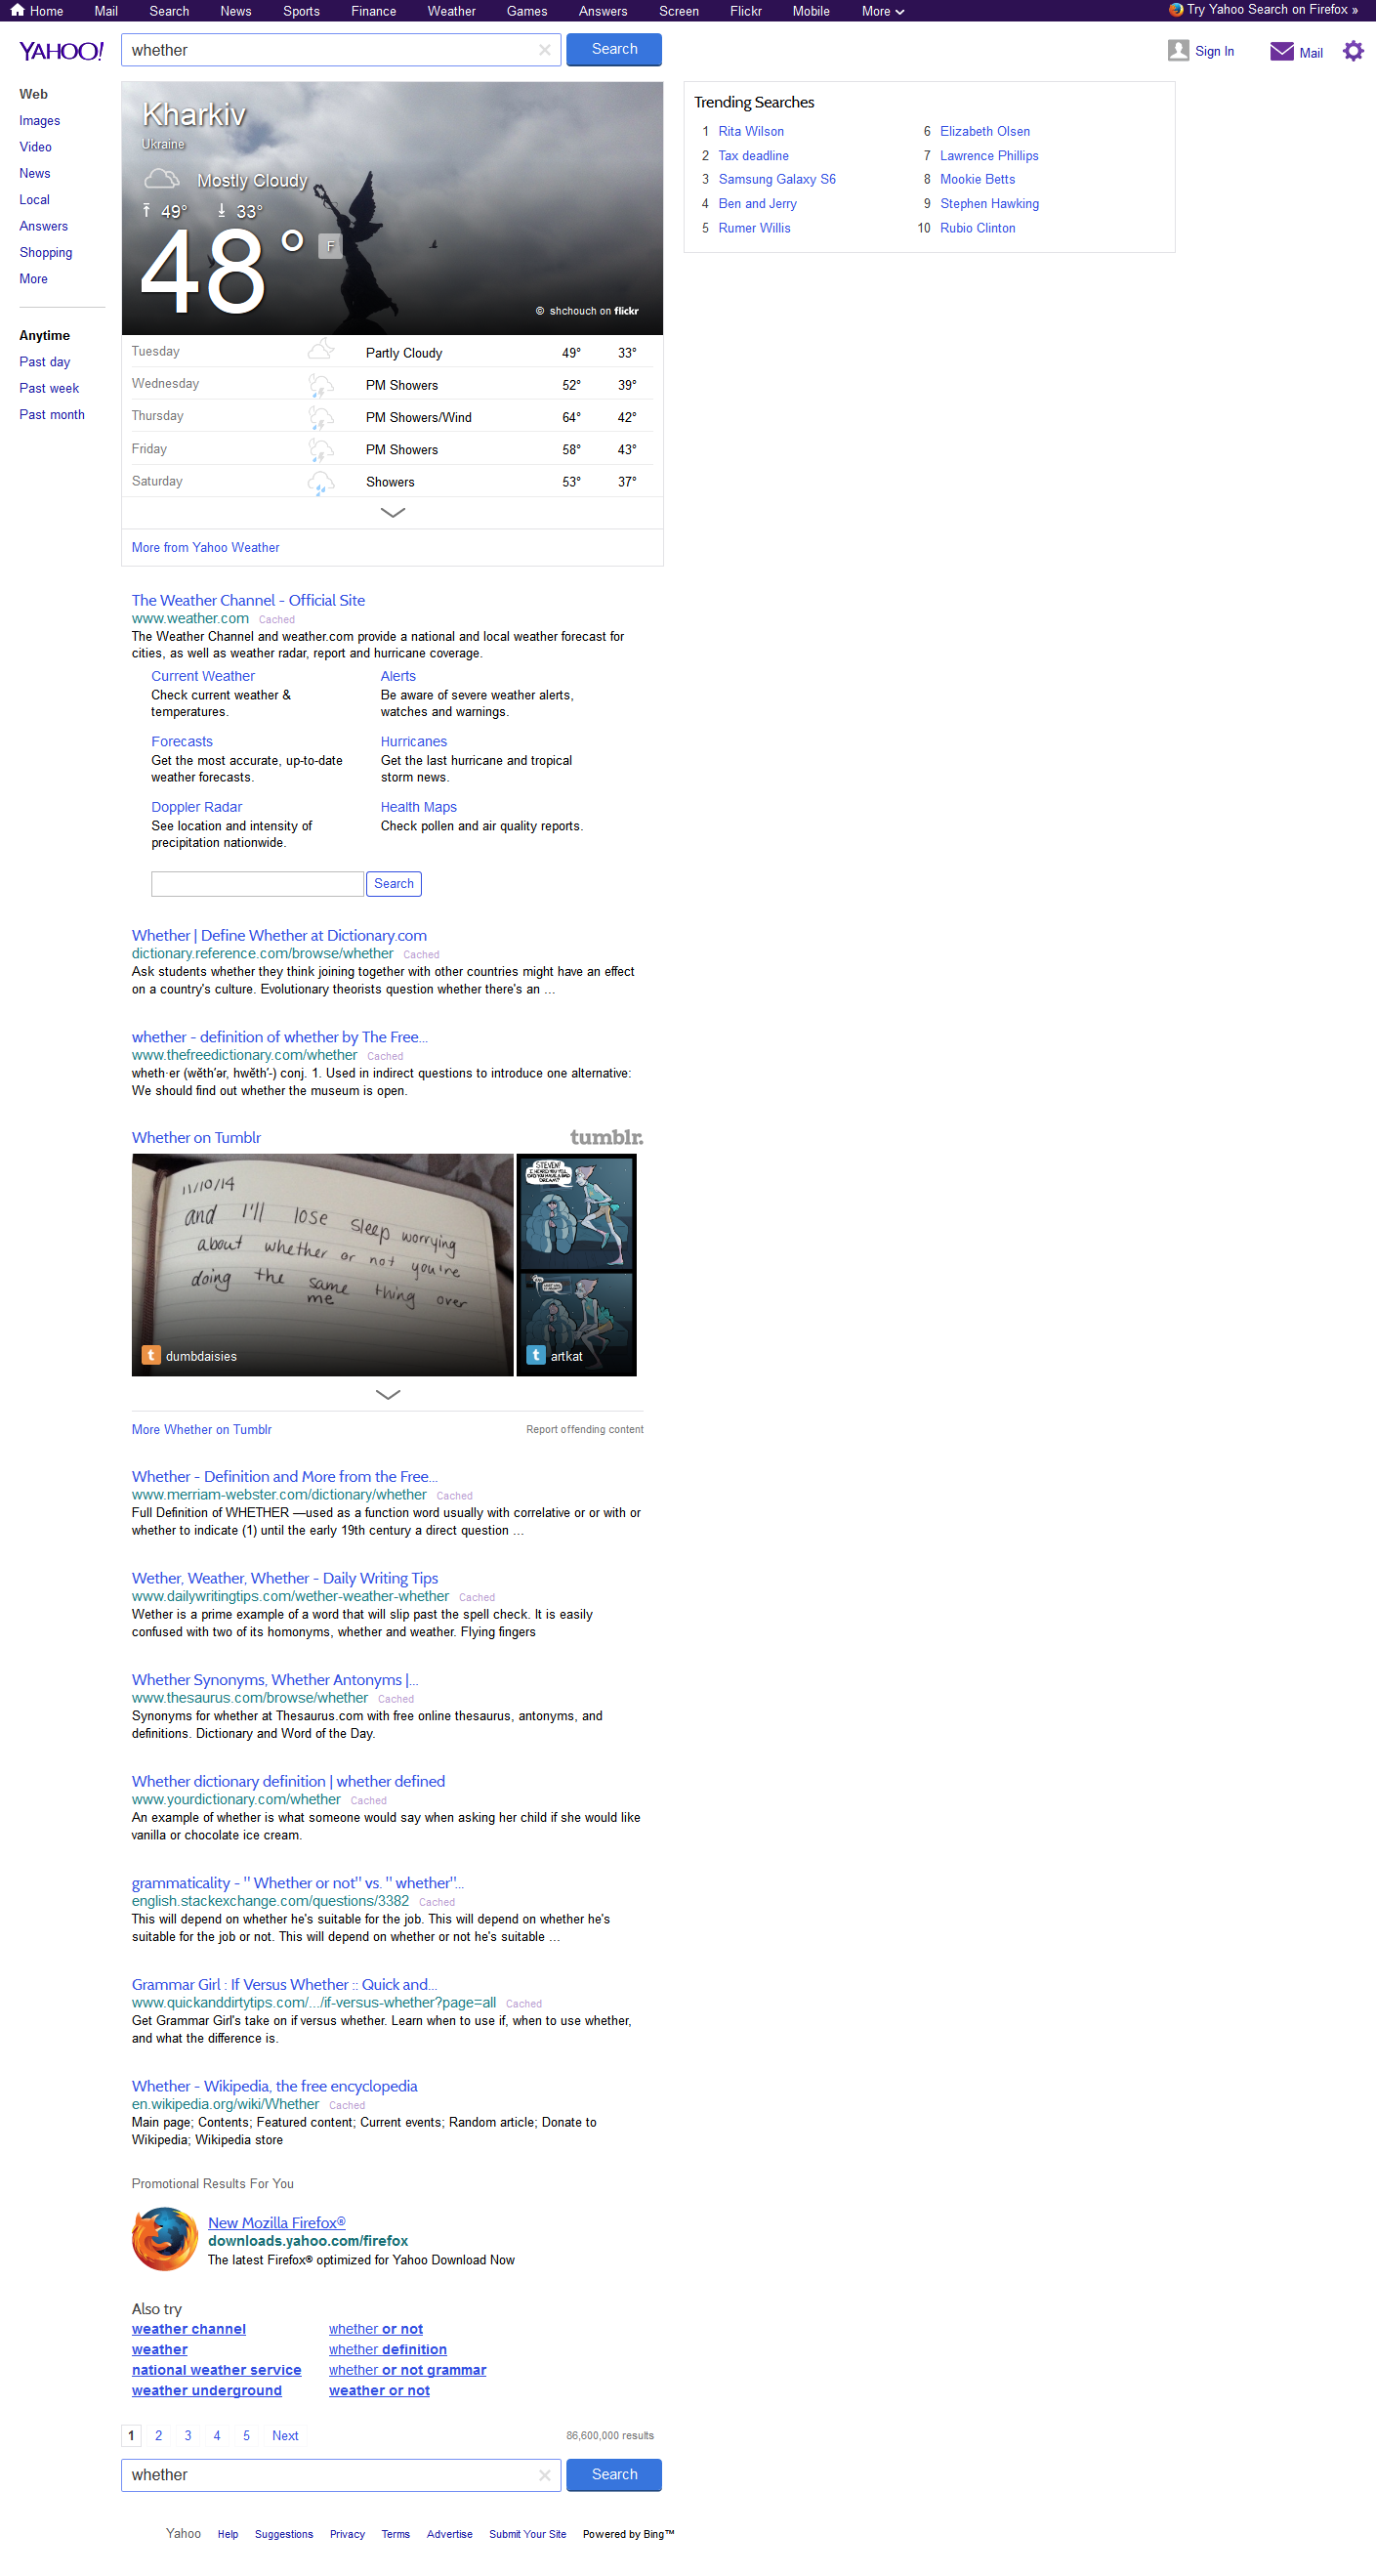 Home Mail Search News Sports Finance Weather Games Answers Screen Flickr Mobile More Try Yahoo Search on Firefox »
YAHOO! whether Search Sign In Mail
Web
Images
Video
News
Local
Answers
Shopping
More
Anytime
Past day
Past week
Past month
Kharkiv
Ukraine
Mostly Cloudy
49° 33°
48° F
© shchouch on flickr
Tuesday Partly Cloudy 49° 33°
Wednesday PM Showers 52° 39°
Thursday PM Showers/Wind 64° 42°
Friday PM Showers 58° 43°
Saturday Showers 53° 37°
More from Yahoo Weather
Trending Searches
1 Rita Wilson
2 Tax deadline
3 Samsung Galaxy S6
4 Ben and Jerry
5 Rumer Willis
6 Elizabeth Olsen
7 Lawrence Phillips
8 Mookie Betts
9 Stephen Hawking
10 Rubio Clinton
The Weather Channel - Official Site
www.weather.com Cached
The Weather Channel and weather.com provide a national and local weather forecast for
cities, as well as weather radar, report and hurricane coverage.
Current Weather
Check current weather &
temperatures.
Alerts
Be aware of severe weather alerts,
watches and warnings.
Forecasts
Get the most accurate, up-to-date
weather forecasts.
Hurricanes
Get the last hurricane and tropical
storm news.
Doppler Radar
See location and intensity of
precipitation nationwide.
Health Maps
Check pollen and air quality reports.
Search
Whether | Define Whether at Dictionary.com
dictionary.reference.com/browse/whether Cached
Ask students whether they think joining together with other countries might have an effect
on a country's culture. Evolutionary theorists question whether there's an ...
whether - definition of whether by The Free...
www.thefreedictionary.com/whether Cached
wheth·er (wĕth′ər, hwĕth′-) conj. 1. Used in indirect questions to introduce one alternative:
We should find out whether the museum is open.
Whether on Tumblr tumblr.
11/10/14
and I'll lose sleep worrying
about whether or not you're
doing the same thing over
me
dumbdaisies
STEVEN!
I HEARD YOU YELL.
DID YOU HAVE A BAD
DREAM?
artkat
More Whether on Tumblr Report offending content
Whether - Definition and More from the Free...
www.merriam-webster.com/dictionary/whether Cached
Full Definition of WHETHER —used as a function word usually with correlative or or with or
whether to indicate (1) until the early 19th century a direct question ...
Wether, Weather, Whether - Daily Writing Tips
www.dailywritingtips.com/wether-weather-whether Cached
Wether is a prime example of a word that will slip past the spell check. It is easily
confused with two of its homonyms, whether and weather. Flying fingers
Whether Synonyms, Whether Antonyms |...
www.thesaurus.com/browse/whether Cached
Synonyms for whether at Thesaurus.com with free online thesaurus, antonyms, and
definitions. Dictionary and Word of the Day.
Whether dictionary definition | whether defined
www.yourdictionary.com/whether Cached
An example of whether is what someone would say when asking her child if she would like
vanilla or chocolate ice cream.
grammaticality - " Whether or not" vs. " whether"...
english.stackexchange.com/questions/3382 Cached
This will depend on whether he's suitable for the job. This will depend on whether he's
suitable for the job or not. This will depend on whether or not he's suitable ...
Grammar Girl : If Versus Whether :: Quick and...
www.quickanddirtytips.com/.../if-versus-whether?page=all Cached
Get Grammar Girl's take on if versus whether. Learn when to use if, when to use whether,
and what the difference is.
Whether - Wikipedia, the free encyclopedia
en.wikipedia.org/wiki/Whether Cached
Main page; Contents; Featured content; Current events; Random article; Donate to
Wikipedia; Wikipedia store
Promotional Results For You
New Mozilla Firefox®
downloads.yahoo.com/firefox
The latest Firefox® optimized for Yahoo Download Now
Also try
weather channel
weather
national weather service
weather underground
whether or not
whether definition
whether or not grammar
weather or not
1 2 3 4 5 Next 86,600,000 results
whether Search
Yahoo Help Suggestions Privacy Terms Advertise Submit Your Site Powered by Bing™